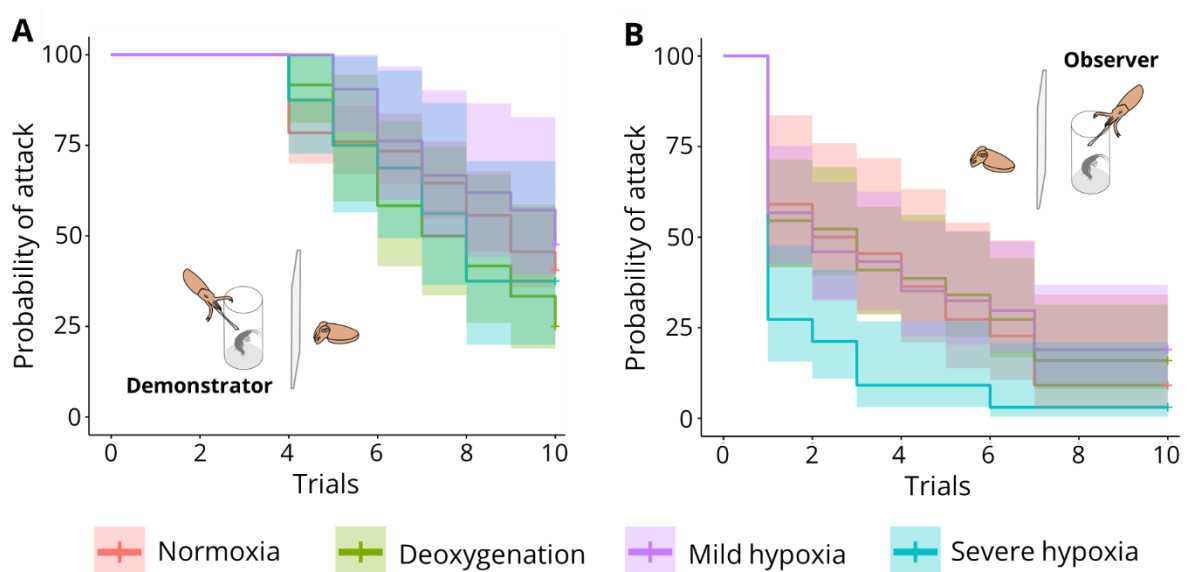 A
Probability of attack
100
75
50
25
0
Demonstrator
0 2 4 6 8 10
Trials
B
Probability of attack
100
75
50
25
0
Observer
0 2 4 6 8 10
Trials
Normoxia
Deoxygenation
Mild hypoxia
Severe hypoxia